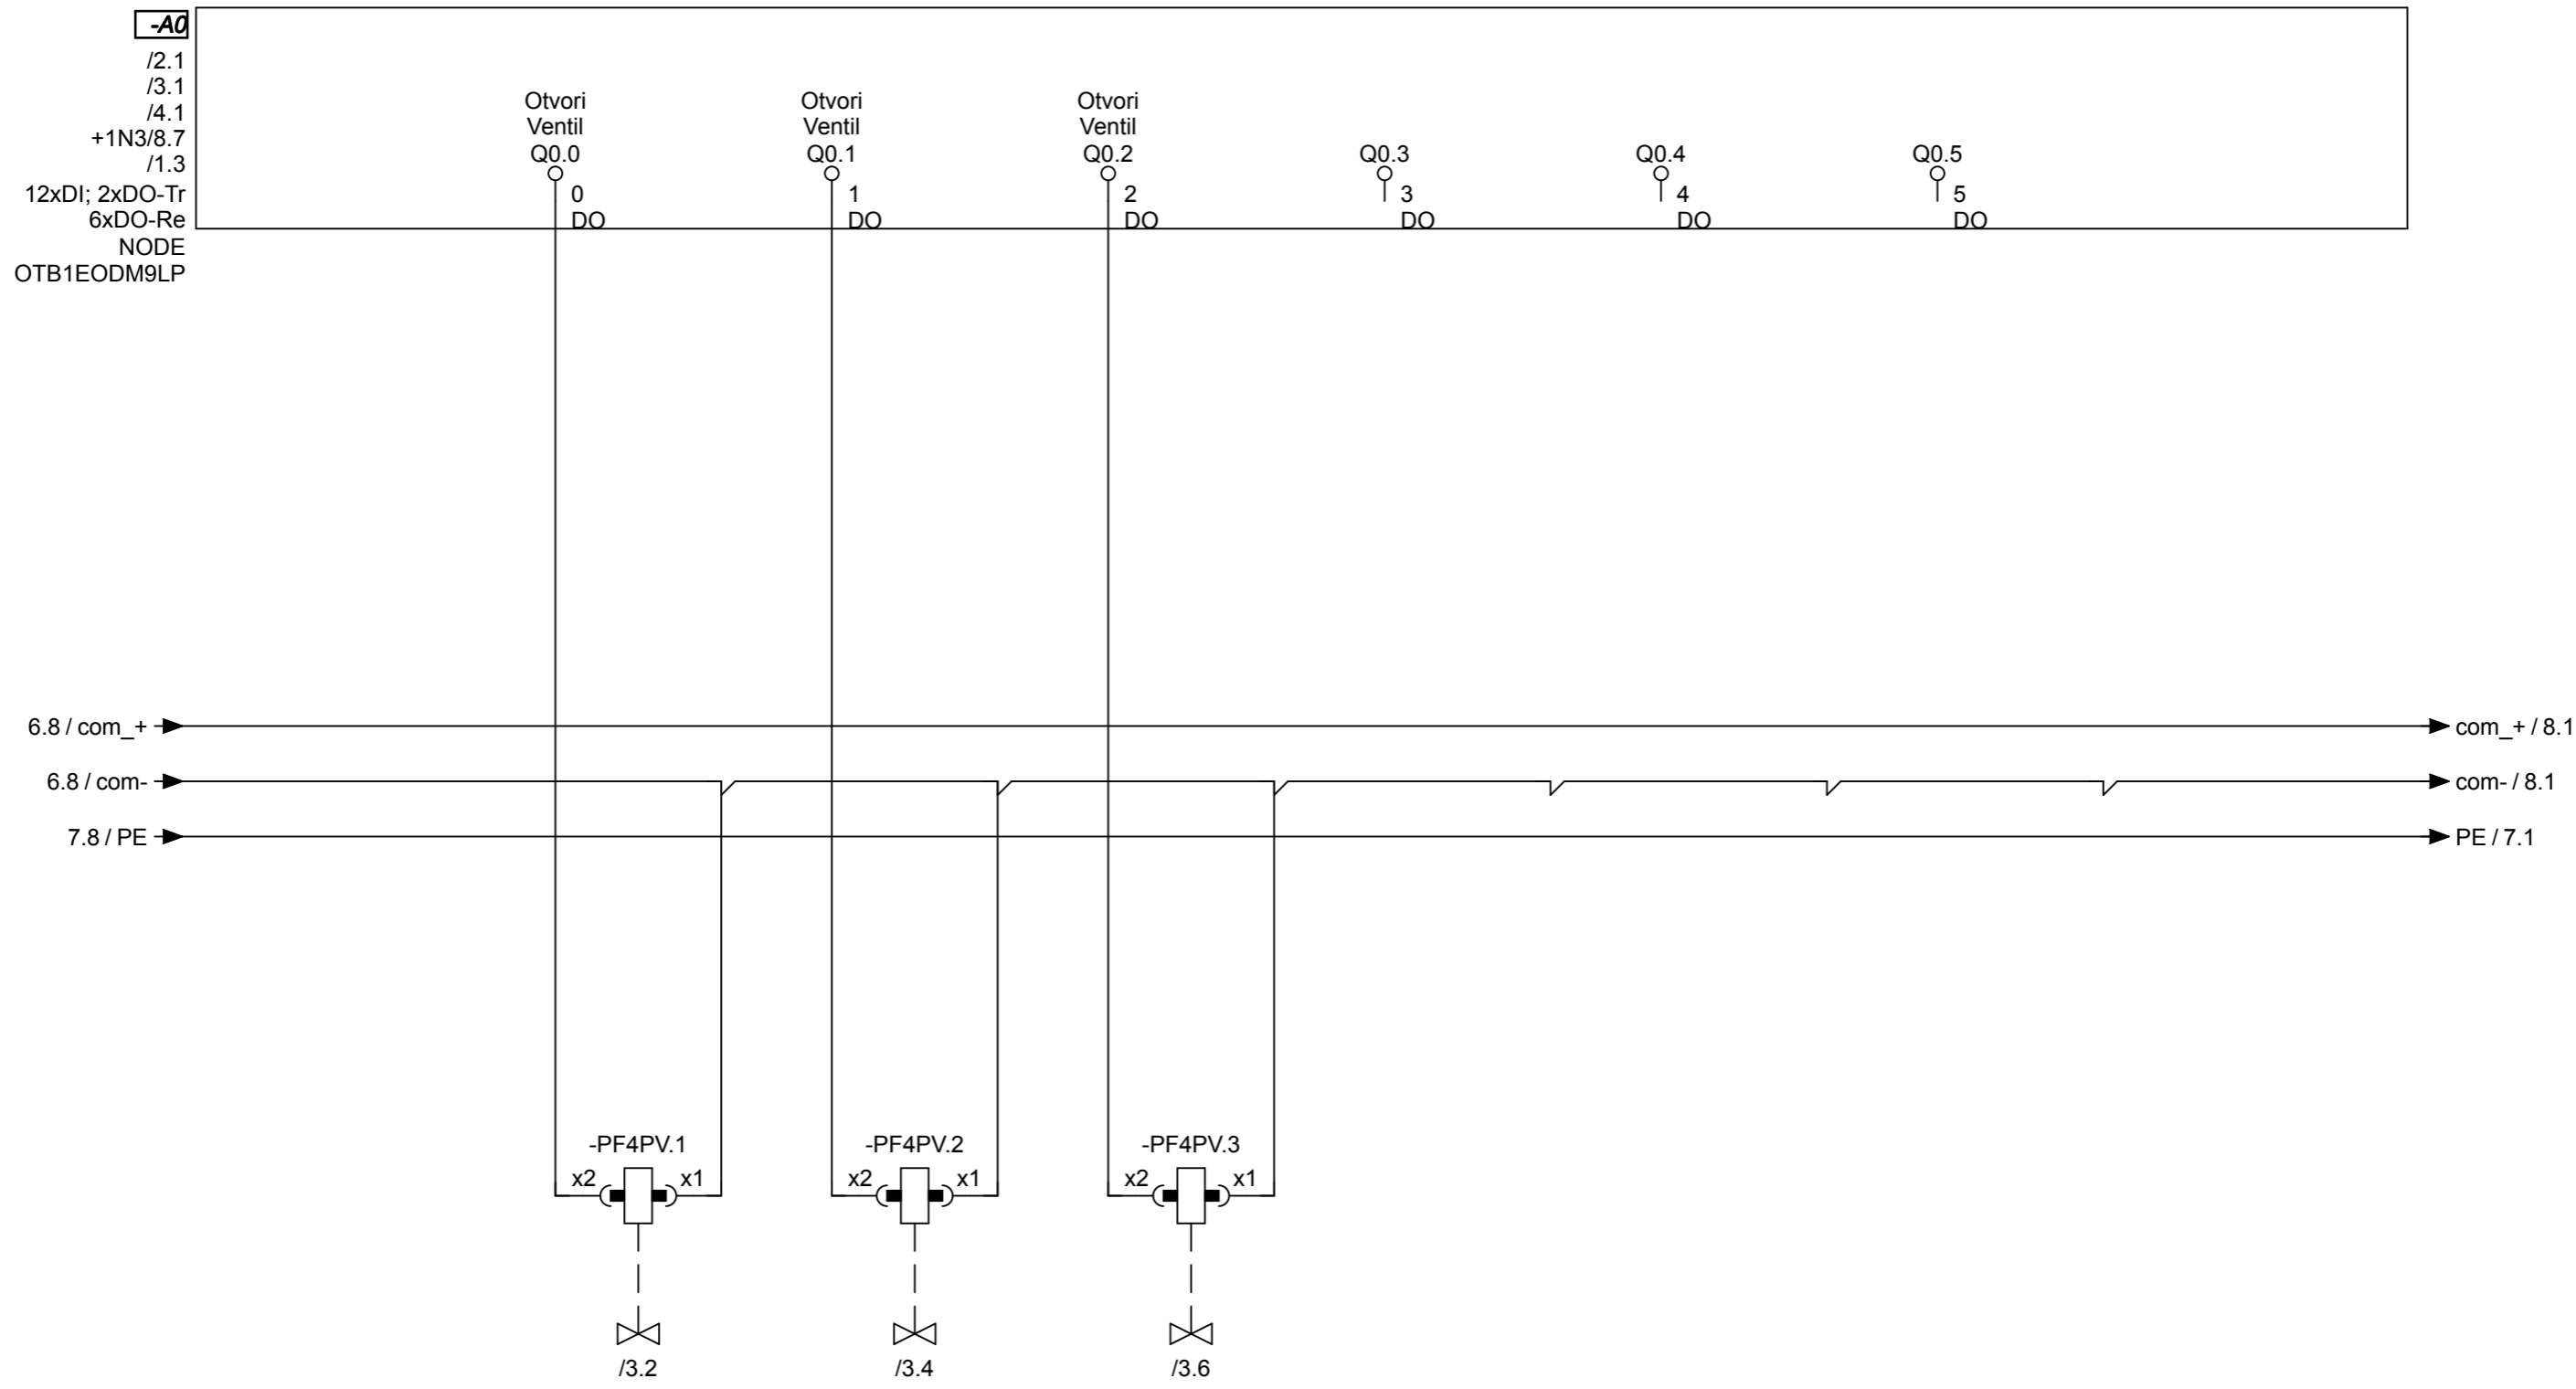 -A0
/2.1
/3.1
/4.1
+1N3/8.7
/1.3
12xDI; 2xDO-Tr
6xDO-Re
NODE
OTB1EODM9LP
Otvori
Ventil
Q0.0
0
DO
Otvori
Ventil
Q0.1
1
DO
Otvori
Ventil
Q0.2
2
DO
Q0.3
3
DO
Q0.4
4
DO
Q0.5
5
DO
6.8 / com_+
com_+ / 8.1
6.8 / com-
com- / 8.1
7.8 / PE
PE / 7.1
-PF4PV.1
x2 x1
/3.2
-PF4PV.2
x2 x1
/3.4
-PF4PV.3
x2 x1
/3.6